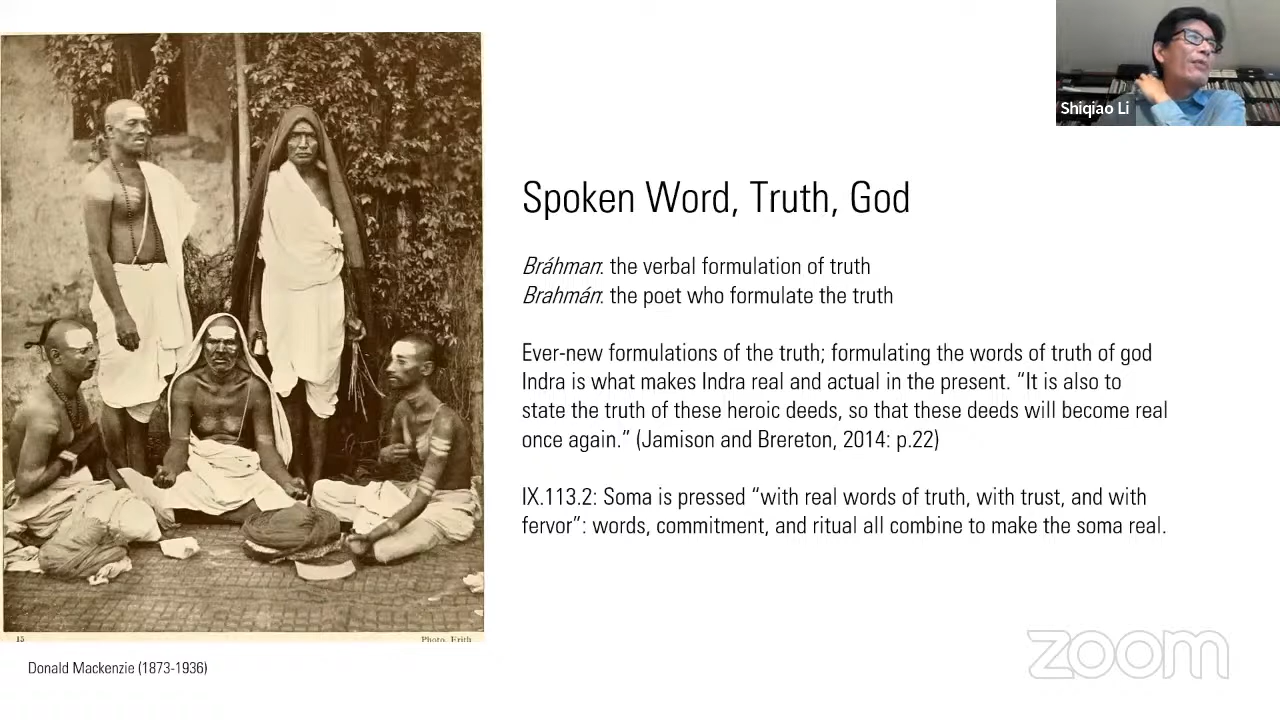 Shiqiao Li
Spoken Word, Truth, God
Bráhman: the verbal formulation of truth
Brahmán: the poet who formulate the truth
Ever-new formulations of the truth; formulating the words of truth of god
Indra is what makes Indra real and actual in the present. “It is also to
state the truth of these heroic deeds, so that these deeds will become real
once again.” (Jamison and Brereton, 2014: p.22)
IX.113.2: Soma is pressed “with real words of truth, with trust, and with
fervor”: words, commitment, and ritual all combine to make the soma real.
15
Photo. Frith
Donald Mackenzie (1873-1936)
zoom